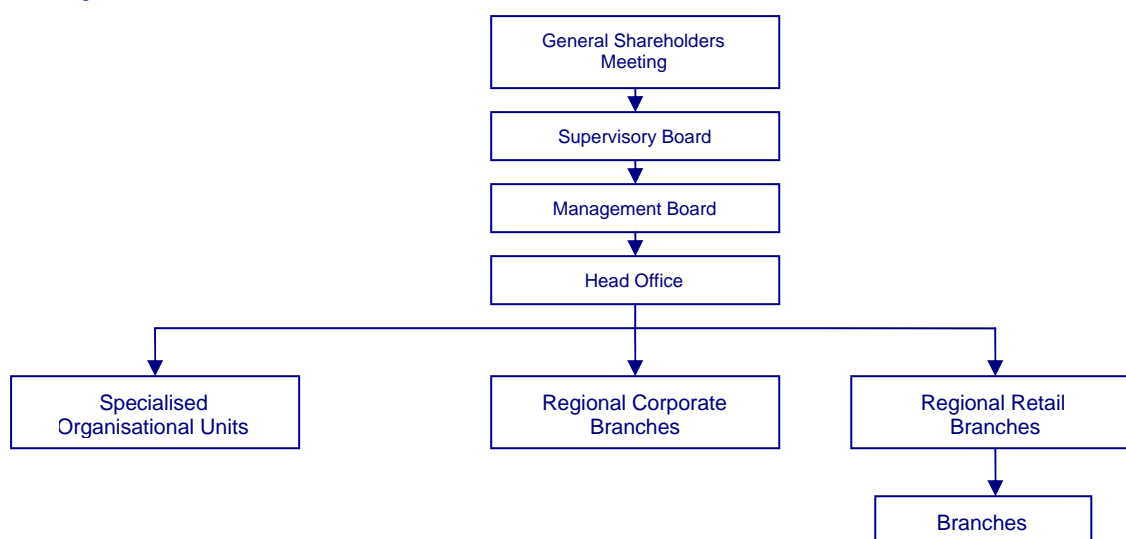 General Shareholders
Meeting
Supervisory Board
Management Board
Head Office
Specialised
Organisational Units
Regional Corporate
Branches
Regional Retail
Branches
Branches